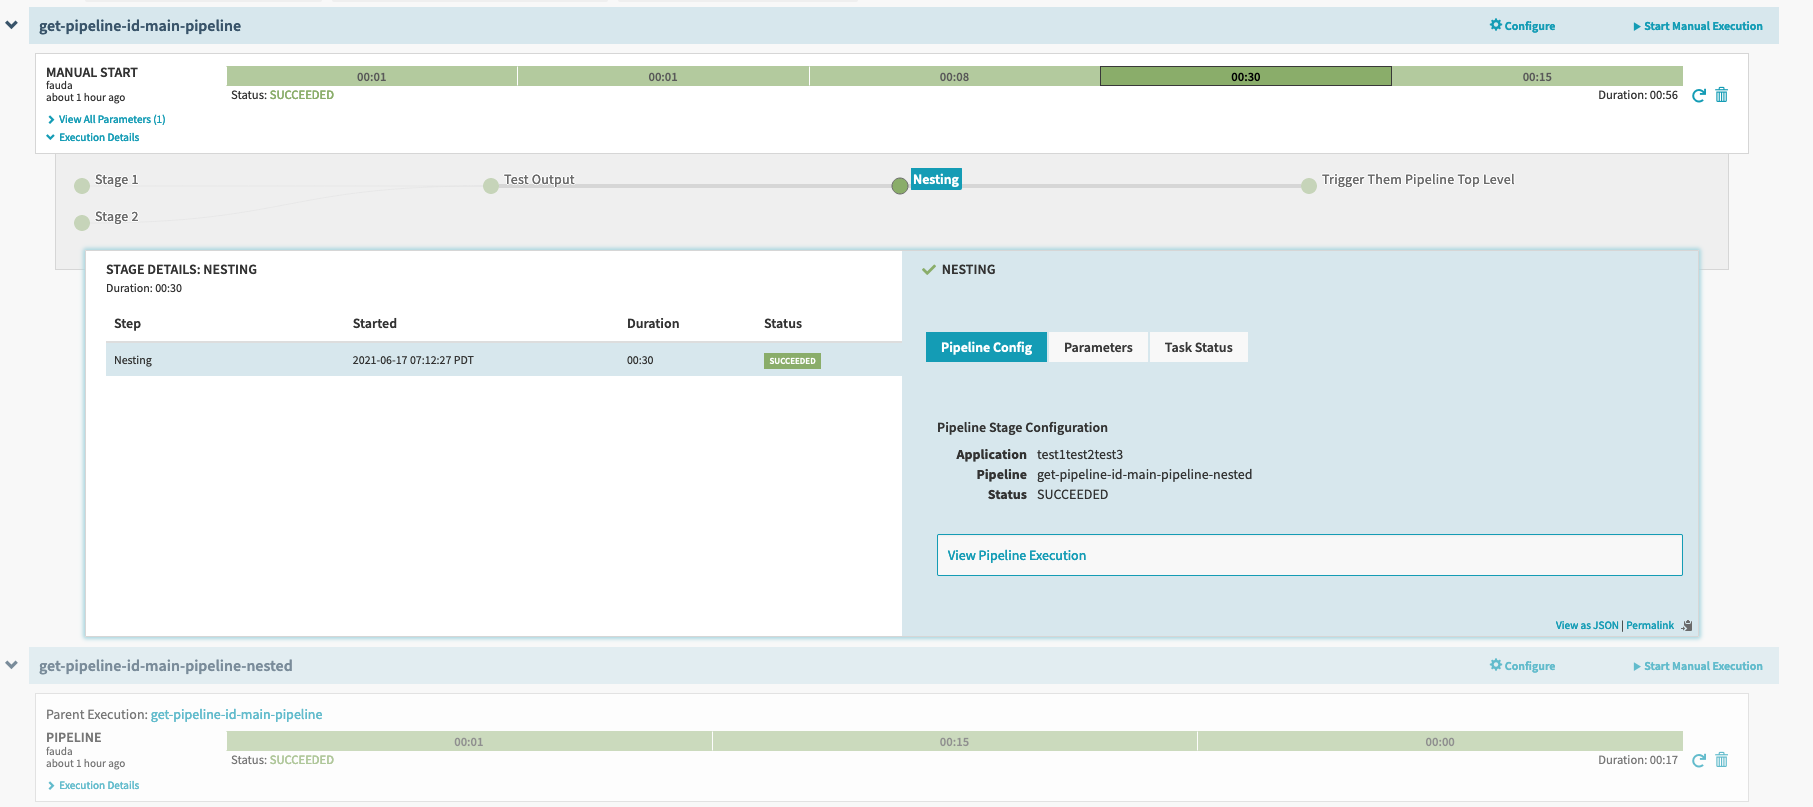 get-pipeline-id-main-pipeline
Configure
Start Manual Execution
MANUAL START
fauda
about 1 hour ago
00:01
00:01
00:08
00:30
00:15
Status: SUCCEEDED
Duration: 00:56
View All Parameters (1)
Execution Details
Stage 1
Test Output
Nesting
Trigger Them Pipeline Top Level
Stage 2
STAGE DETAILS: NESTING
Duration: 00:30
Step Started Duration Status
Nesting 2021-06-17 07:12:27 PDT 00:30 SUCCEEDED
NESTING
Pipeline Config Parameters Task Status
Pipeline Stage Configuration
Application test1test2test3
Pipeline get-pipeline-id-main-pipeline-nested
Status SUCCEEDED
View Pipeline Execution
View as JSON | Permalink
get-pipeline-id-main-pipeline-nested
Configure
Start Manual Execution
Parent Execution: get-pipeline-id-main-pipeline
PIPELINE
fauda
about 1 hour ago
00:01
00:15
00:00
Status: SUCCEEDED
Duration: 00:17
Execution Details